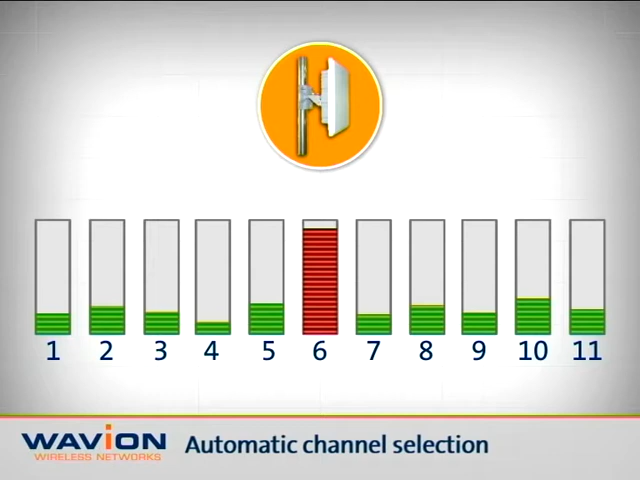 1 2 3 4 5 6 7 8 9 10 11
WAVION
WIRELESS NETWORKS
Automatic channel selection